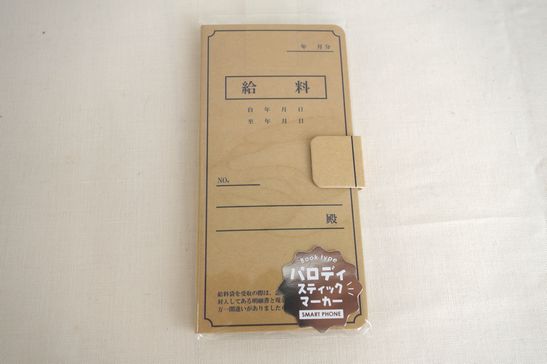 年 月分
給 料
自 年 月 日
至 年 月 日
NO.
殿
給料袋を受取の際は、
封入してある明細書と現
万一間違いがありました
book type
パロディ
スティック
マーカー
SMART PHONE